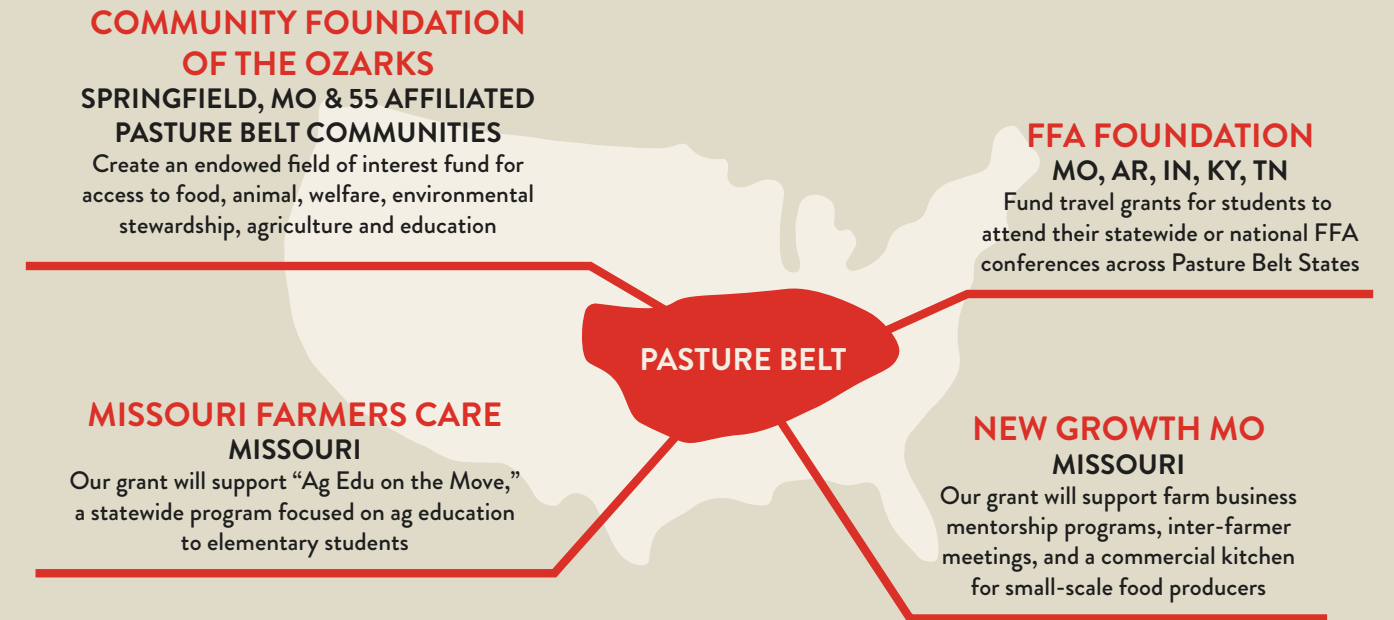 COMMUNITY FOUNDATION
OF THE OZARKS
SPRINGFIELD, MO & 55 AFFILIATED
PASTURE BELT COMMUNITIES
Create an endowed field of interest fund for
access to food, animal, welfare, environmental
stewardship, agriculture and education
FFA FOUNDATION
MO, AR, IN, KY, TN
Fund travel grants for students to
attend their statewide or national FFA
conferences across Pasture Belt States
PASTURE BELT
MISSOURI FARMERS CARE
MISSOURI
Our grant will support “Ag Edu on the Move,”
a statewide program focused on ag education
to elementary students
NEW GROWTH MO
MISSOURI
Our grant will support farm business
mentorship programs, inter-farmer
meetings, and a commercial kitchen
for small-scale food producers